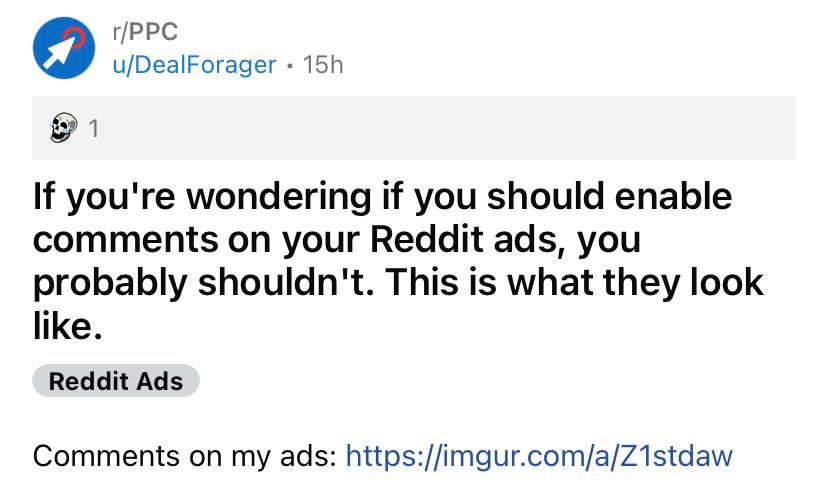 r/PPC
u/DealForager • 15h
1
If you're wondering if you should enable
comments on your Reddit ads, you
probably shouldn't. This is what they look
like.
Reddit Ads
Comments on my ads: https://imgur.com/a/Z1stdaw